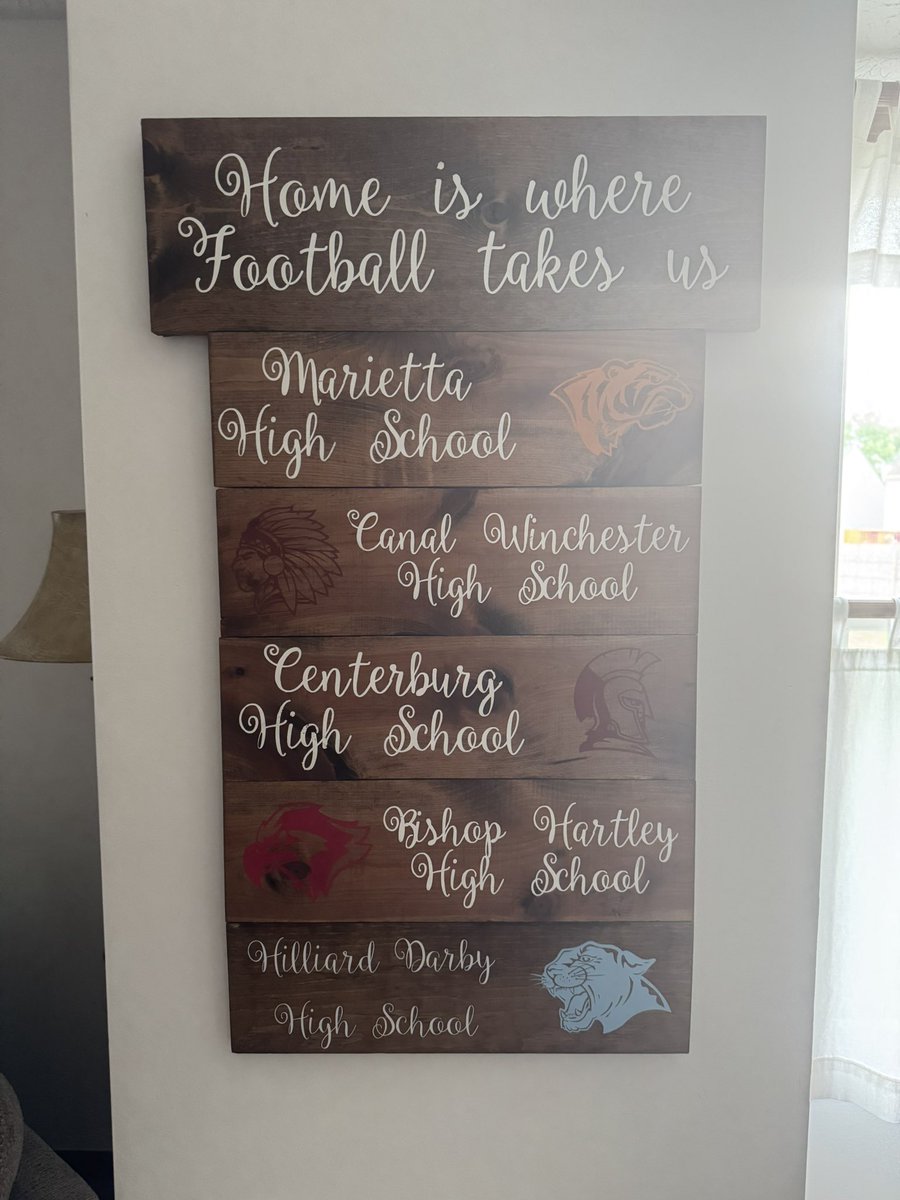 Home is where
Football takes us
Marietta
High School
Canal Winchester
High School
Centerburg
High School
Bishop Hartley
High School
Hilliard Darby
High School